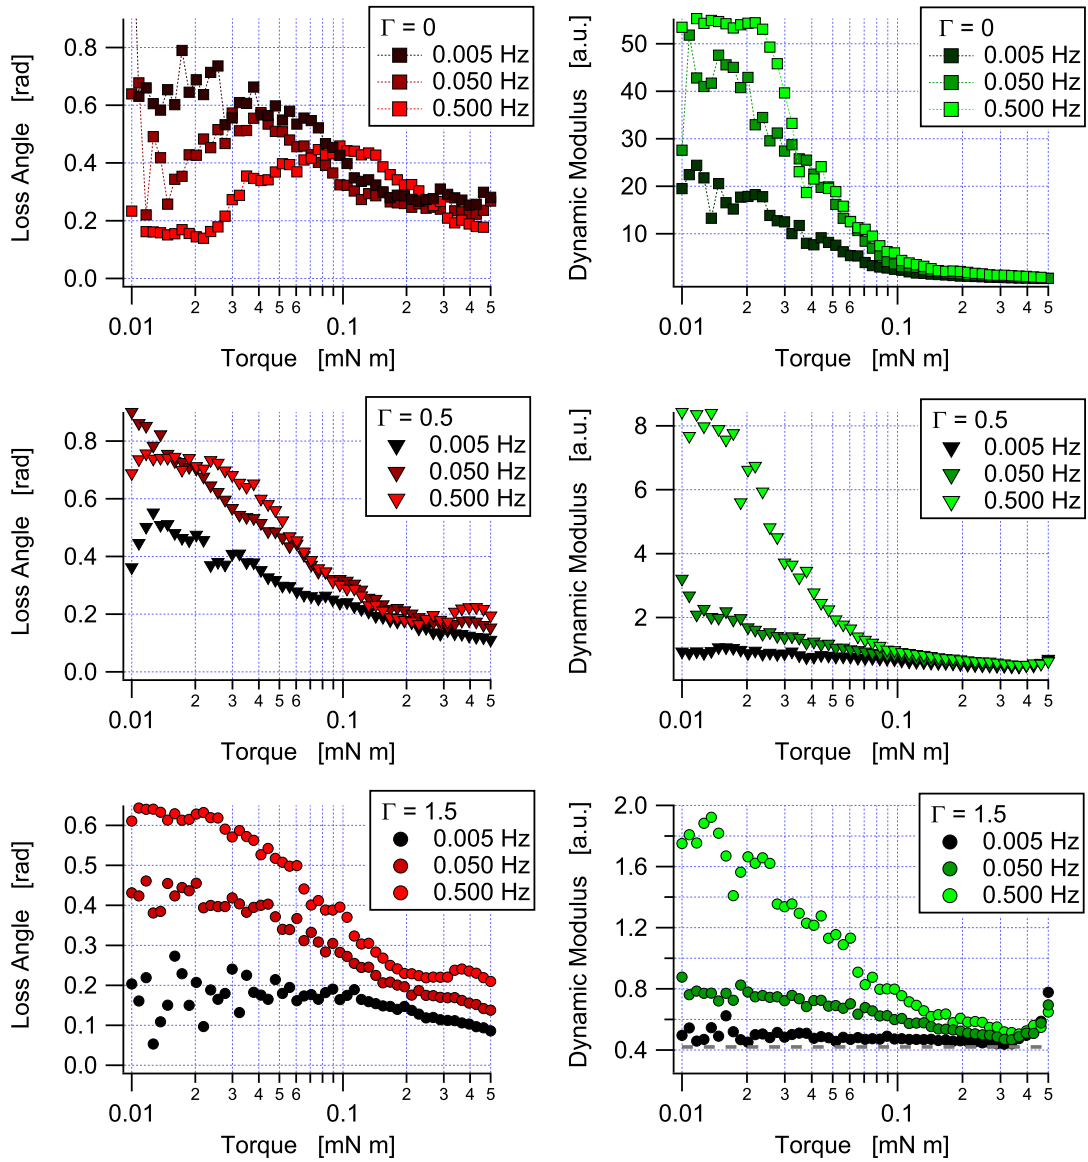 Γ = 0
0.005 Hz
0.050 Hz
0.500 Hz
Loss Angle [rad]
0.8
0.6
0.4
0.2
0.0
2 3 4 5 6 2 3 4 5
0.01 0.1
Torque [mN m]
Γ = 0
0.005 Hz
0.050 Hz
0.500 Hz
Dynamic Modulus [a.u.]
50
40
30
20
10
2 3 4 5 6 2 3 4 5
0.01 0.1
Torque [mN m]
Γ = 0.5
0.005 Hz
0.050 Hz
0.500 Hz
Loss Angle [rad]
0.8
0.6
0.4
0.2
0.0
2 3 4 5 6 2 3 4 5
0.01 0.1
Torque [mN m]
Γ = 0.5
0.005 Hz
0.050 Hz
0.500 Hz
Dynamic Modulus [a.u.]
8
6
4
2
2 3 4 5 6 2 3 4 5
0.01 0.1
Torque [mN m]
Γ = 1.5
0.005 Hz
0.050 Hz
0.500 Hz
Loss Angle [rad]
0.6
0.5
0.4
0.3
0.2
0.1
0.0
2 3 4 5 6 2 3 4 5
0.01 0.1
Torque [mN m]
Γ = 1.5
0.005 Hz
0.050 Hz
0.500 Hz
Dynamic Modulus [a.u.]
2.0
1.6
1.2
0.8
0.4
2 3 4 5 6 2 3 4 5
0.01 0.1
Torque [mN m]